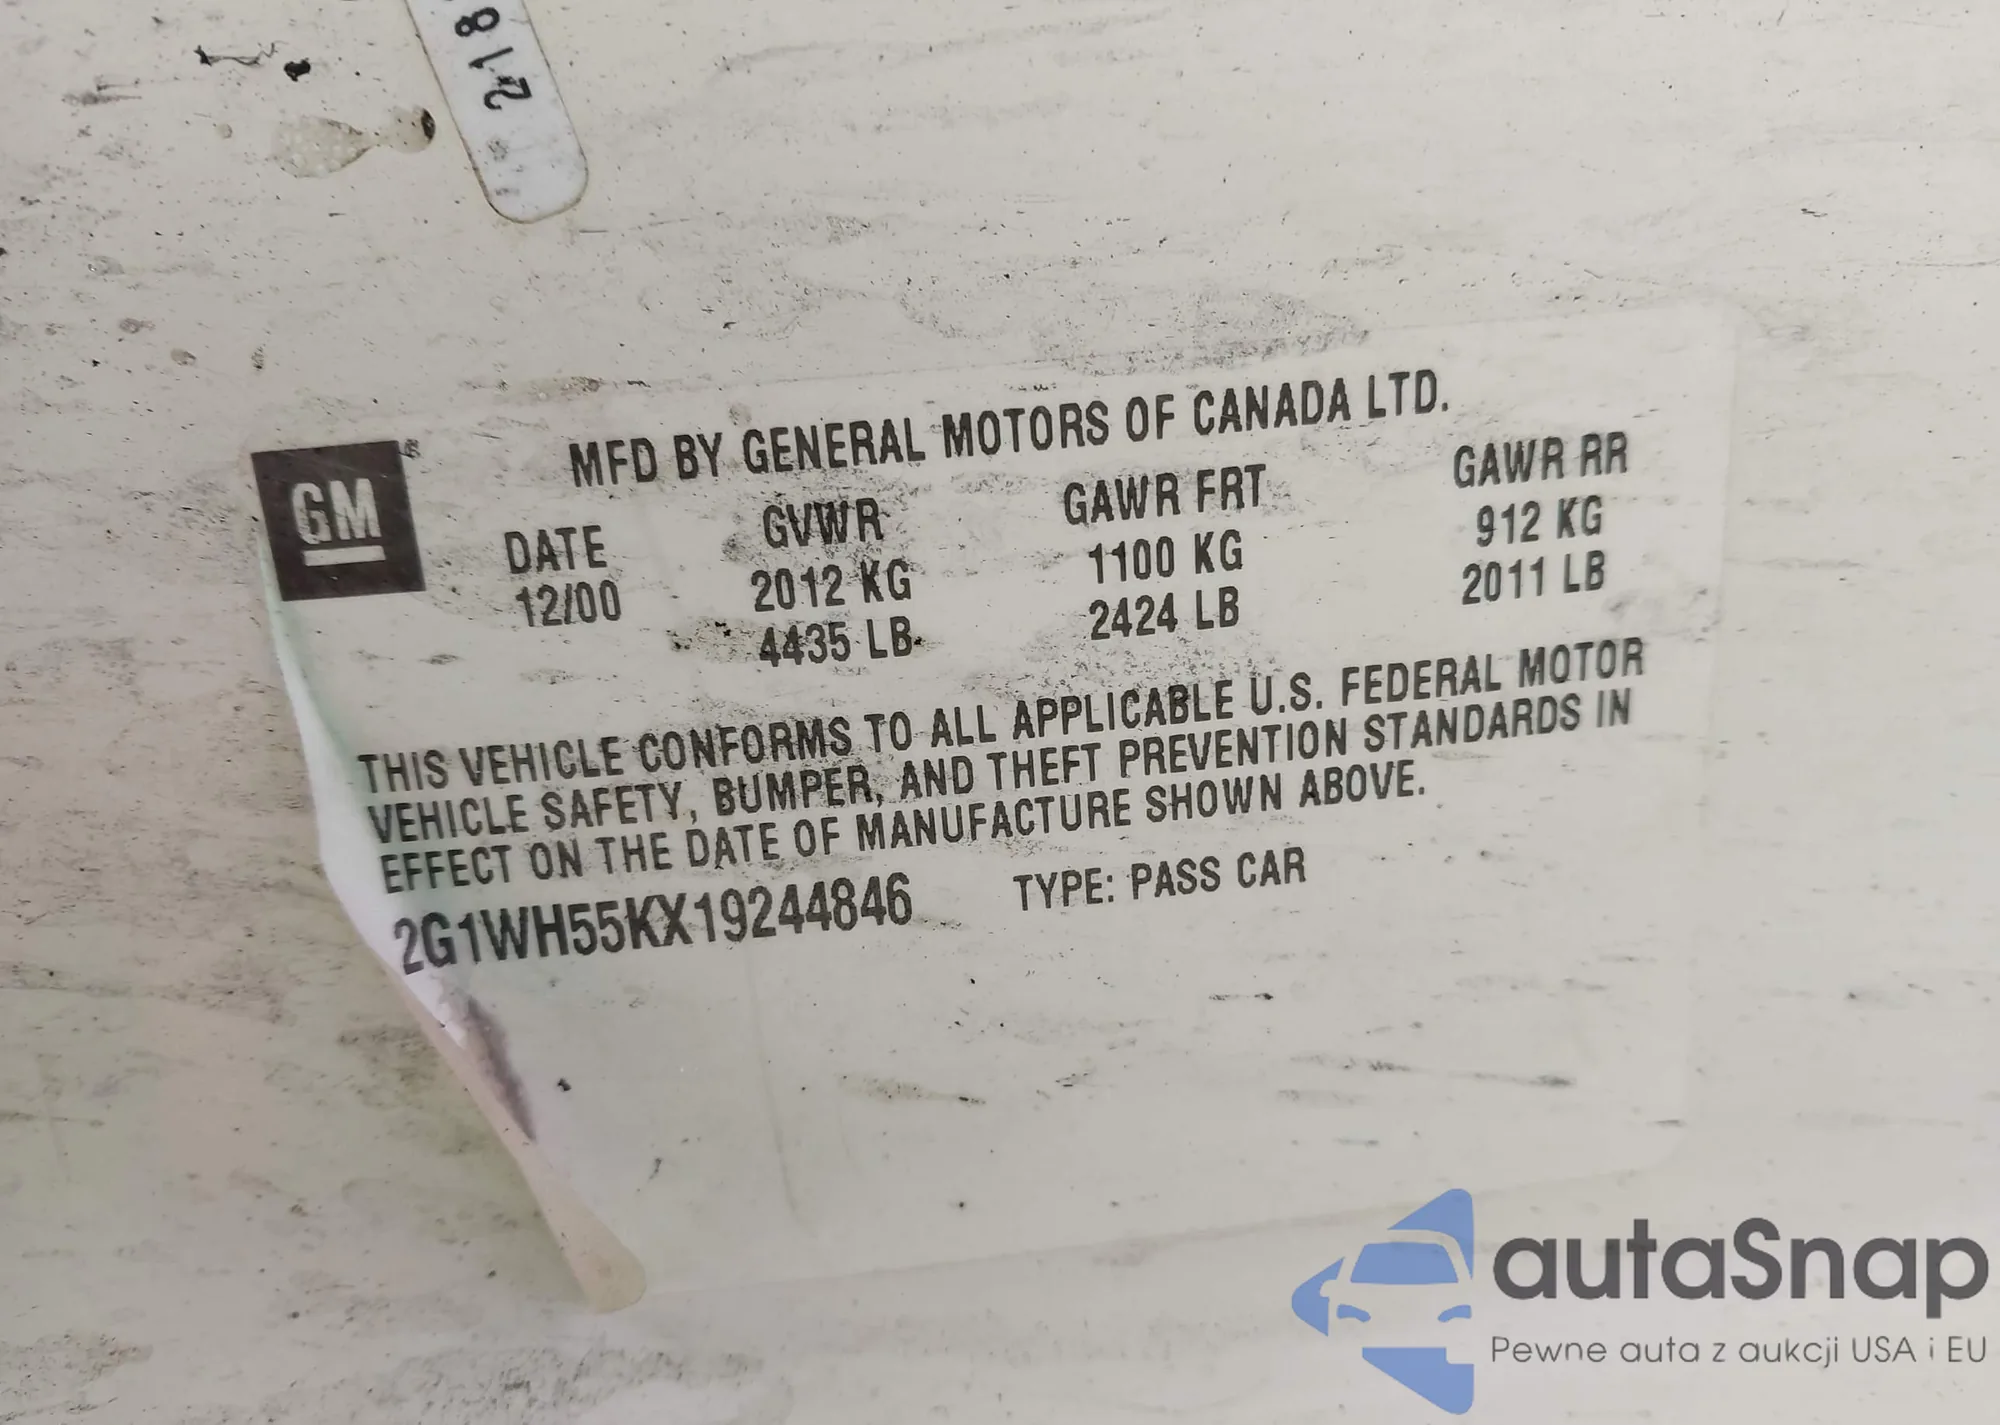 218
MFD BY GENERAL MOTORS OF CANADA LTD.
GM
DATE GVWR GAWR FRT GAWR RR
12/00 2012 KG 1100 KG 912 KG
4435 LB 2424 LB 2011 LB
THIS VEHICLE CONFORMS TO ALL APPLICABLE U.S. FEDERAL MOTOR
VEHICLE SAFETY, BUMPER, AND THEFT PREVENTION STANDARDS IN
EFFECT ON THE DATE OF MANUFACTURE SHOWN ABOVE.
2G1WH55KX19244846 TYPE: PASS CAR
autaSnap
Pewne auta z aukcji USA i EU